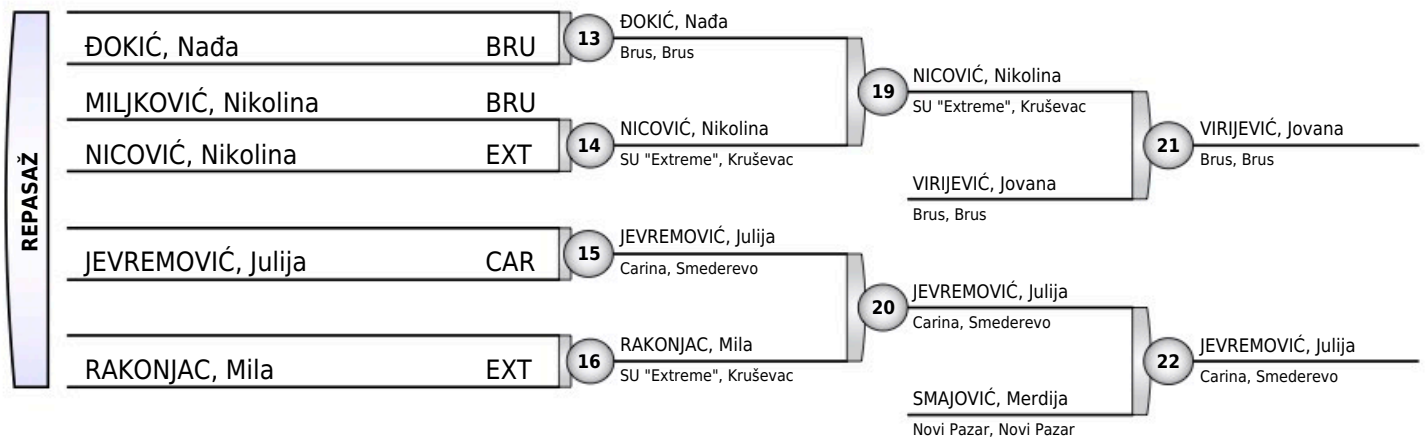 REPASAŽ
ĐOKIĆ, Nađa BRU
13
ĐOKIĆ, Nađa
Brus, Brus
MILJKOVIĆ, Nikolina BRU
NICOVIĆ, Nikolina EXT
14
NICOVIĆ, Nikolina
SU "Extreme", Kruševac
19
NICOVIĆ, Nikolina
SU "Extreme", Kruševac
VIRIJEVIĆ, Jovana
Brus, Brus
21
VIRIJEVIĆ, Jovana
Brus, Brus
JEVREMOVIĆ, Julija CAR
15
JEVREMOVIĆ, Julija
Carina, Smederevo
RAKONJAC, Mila EXT
16
RAKONJAC, Mila
SU "Extreme", Kruševac
20
JEVREMOVIĆ, Julija
Carina, Smederevo
SMAJOVIĆ, Merdija
Novi Pazar, Novi Pazar
22
JEVREMOVIĆ, Julija
Carina, Smederevo